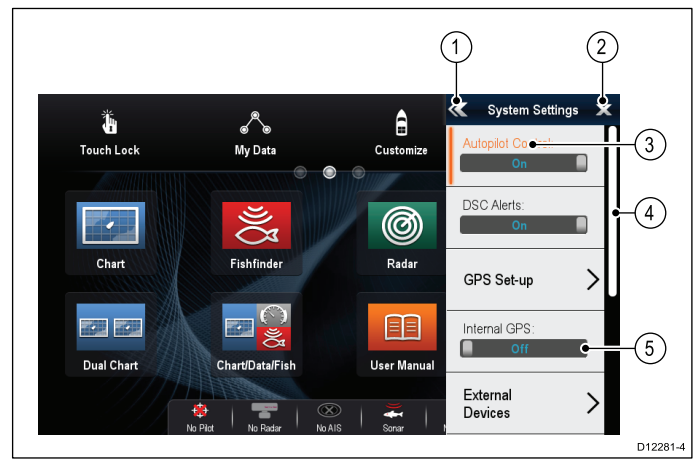 1
2
System Settings
Touch Lock
My Data
Customize
Autopilot Co
On
3
DSC Alerts:
On
4
Chart
Fishfinder
Radar
GPS Set-up
Internal GPS:
Off
5
Dual Chart
Chart/Data/Fish
User Manual
External
Devices
No Pilot
No Radar
No AIS
Sonar
D12281-4